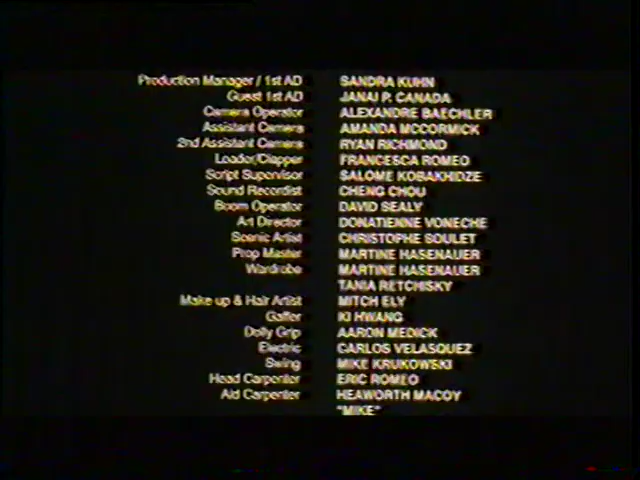 Production Manager / 1st AD SANDRA KUHN
Guest 1st AD JANAI P. CANADA
Camera Operator ALEXANDRE BAECHLER
Assistant Camera AMANDA MCCORMICK
2nd Assistant Camera RYAN RICHMOND
Loader/Clapper FRANCESCA ROMEO
Script Supervisor SALOME KOBAKHIDZE
Sound Recordist CHENG CHOU
Boom Operator DAVID SEALY
Art Director DONATIENNE VONECHE
Scenic Artist CHRISTOPHE BOULET
Prop Master MARTINE HASENAUER
Wardrobe MARTINE HASENAUER
TANIA RETCHISKY
Make up & Hair Artist MITCH ELY
Gaffer KI HWANG
Dolly Grip AARON MEDICK
Electric CARLOS VELASQUEZ
Swing MIKE KRUKOWSKI
Head Carpenter ERIC ROMEO
Aid Carpenter HEAWORTH MACOY
"MIKE"